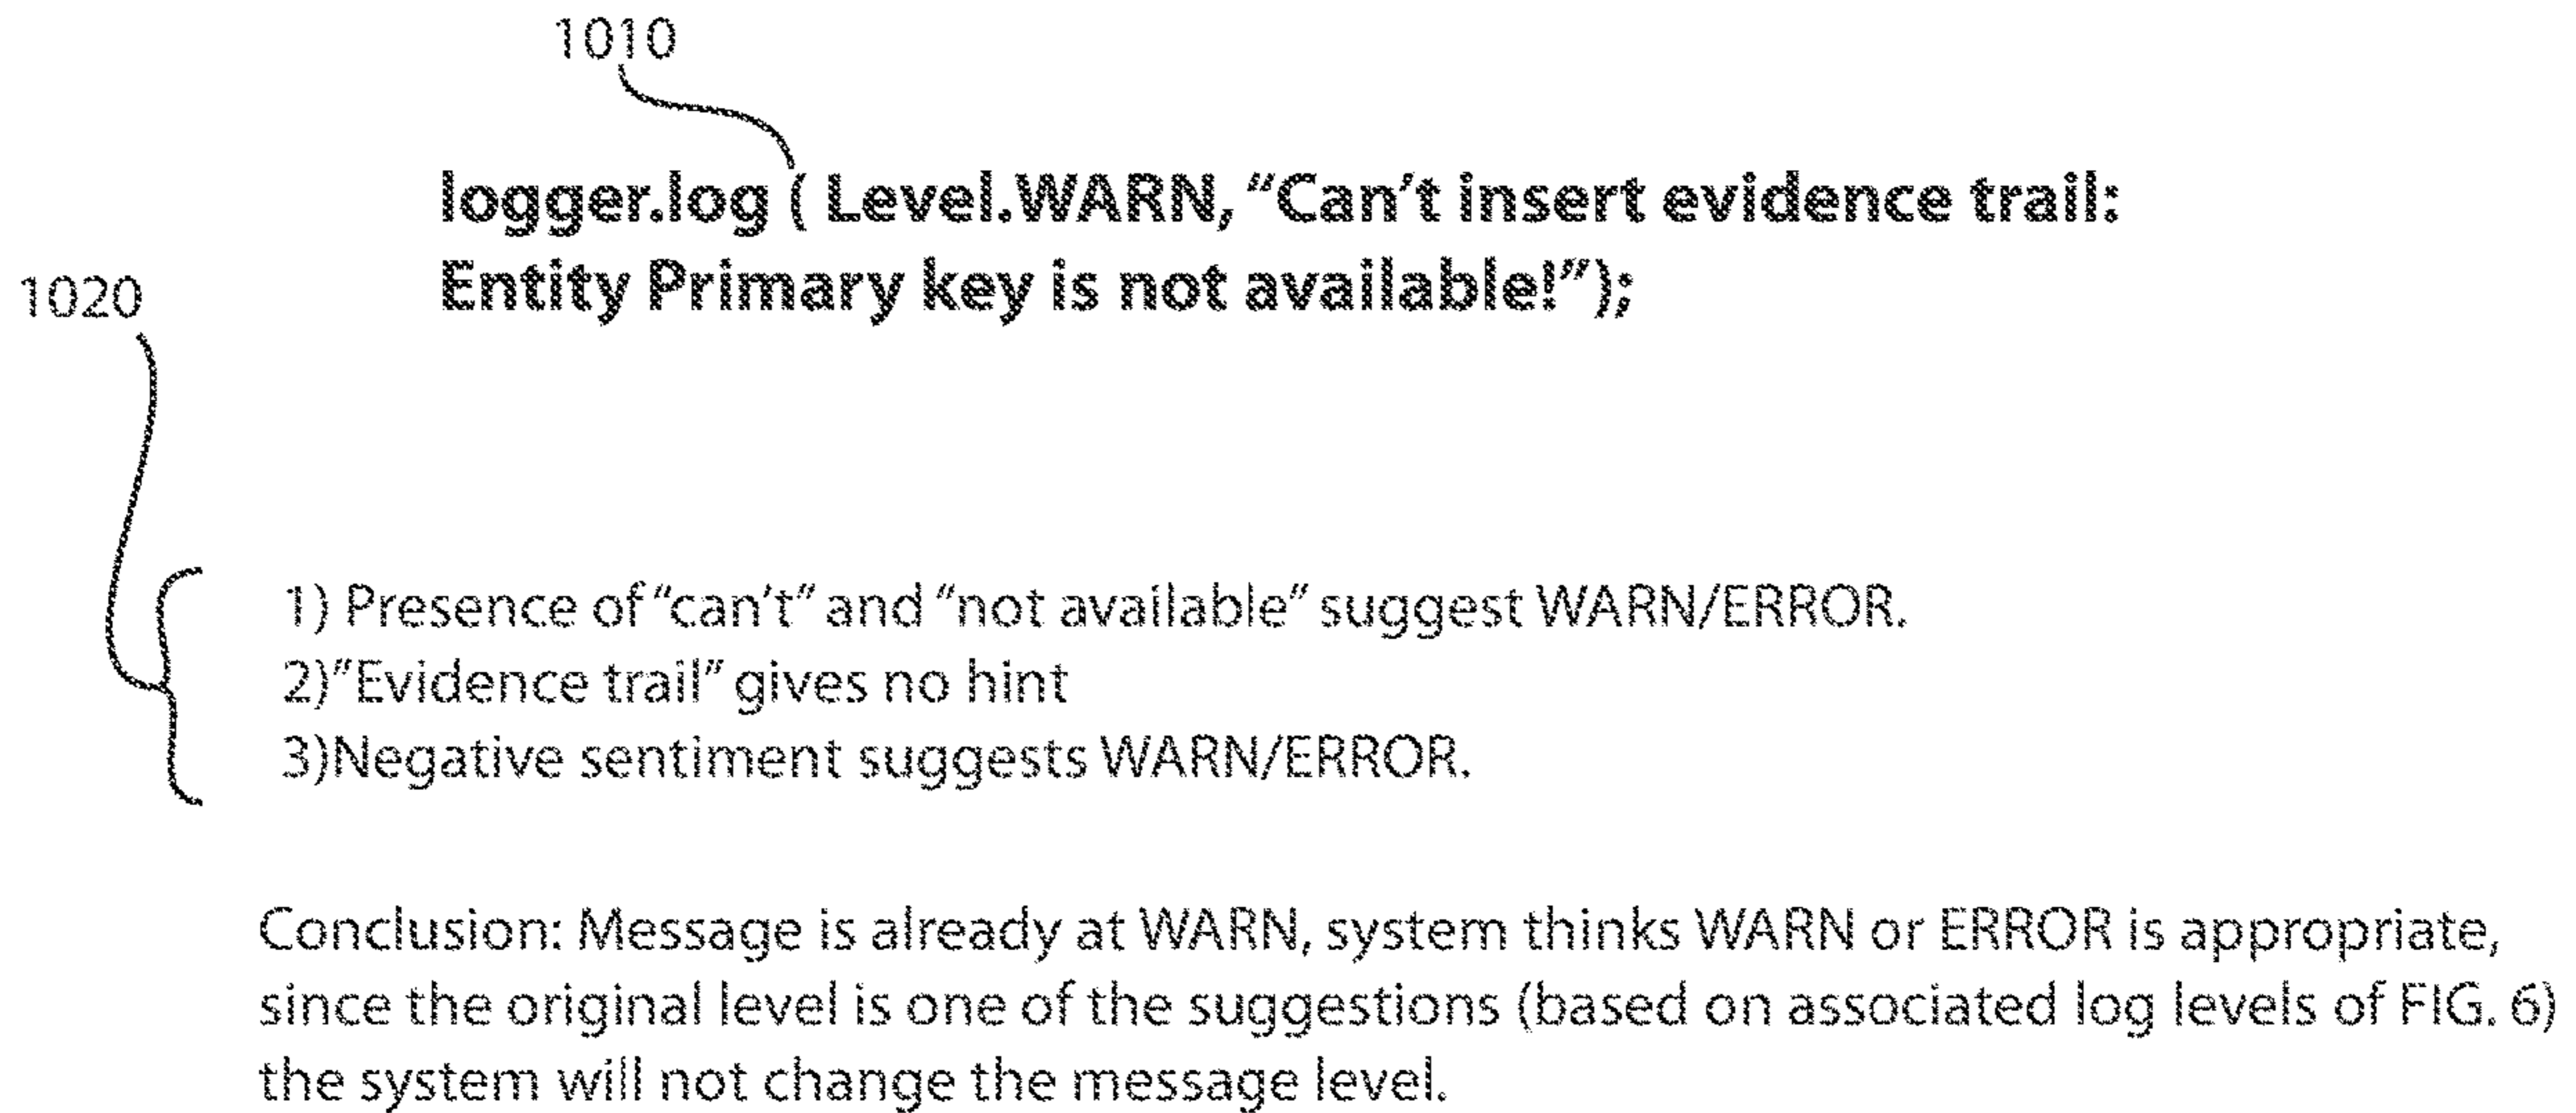 1010
logger.log ( Level.WARN, “Can’t insert evidence trail:
Entity Primary key is not available!”);
1020
1) Presence of “can’t” and “not available” suggest WARN/ERROR.
2)”Evidence trail” gives no hint
3)Negative sentiment suggests WARN/ERROR.
Conclusion: Message is already at WARN, system thinks WARN or ERROR is appropriate,
since the original level is one of the suggestions (based on associated log levels of FIG. 6)
the system will not change the message level.